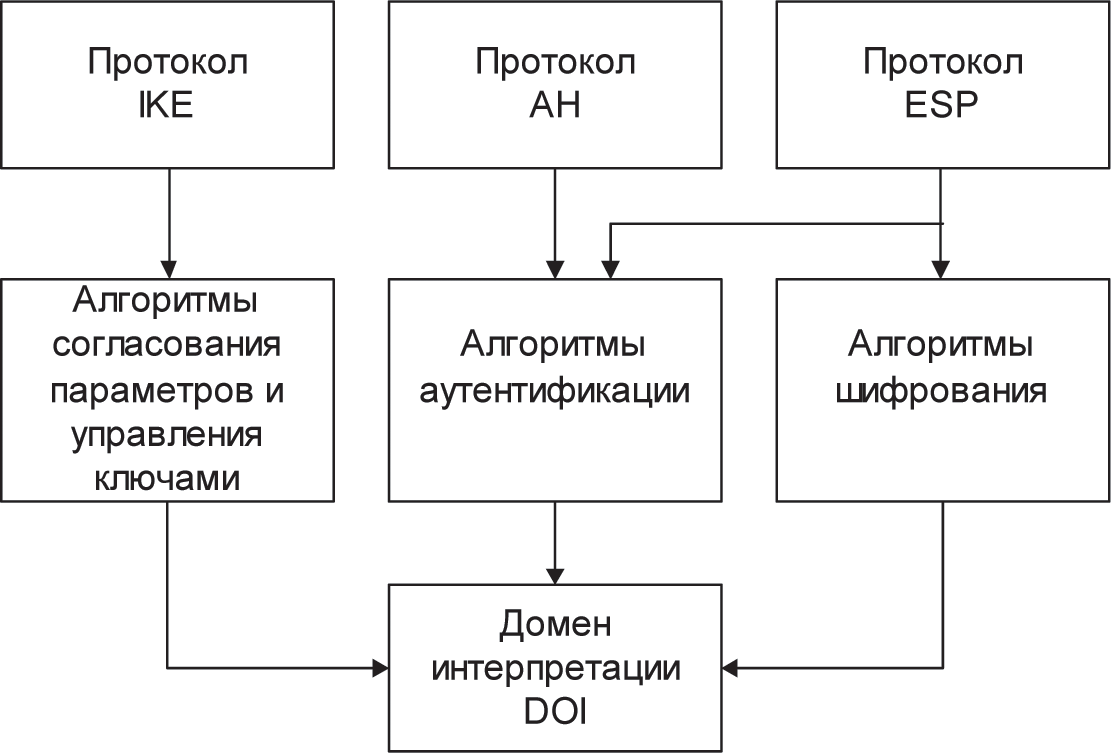 Протокол
IKE
Протокол
AH
Протокол
ESP
Алгоритмы
согласования
параметров и
управления
ключами
Алгоритмы
аутентификации
Алгоритмы
шифрования
Домен
интерпретации
DOI